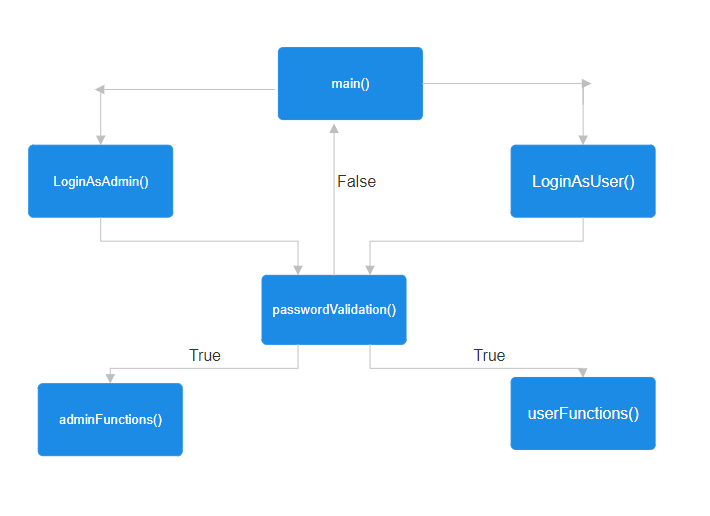 main()
LoginAsAdmin()
False
LoginAsUser()
passwordValidation()
True
True
adminFunctions()
userFunctions()